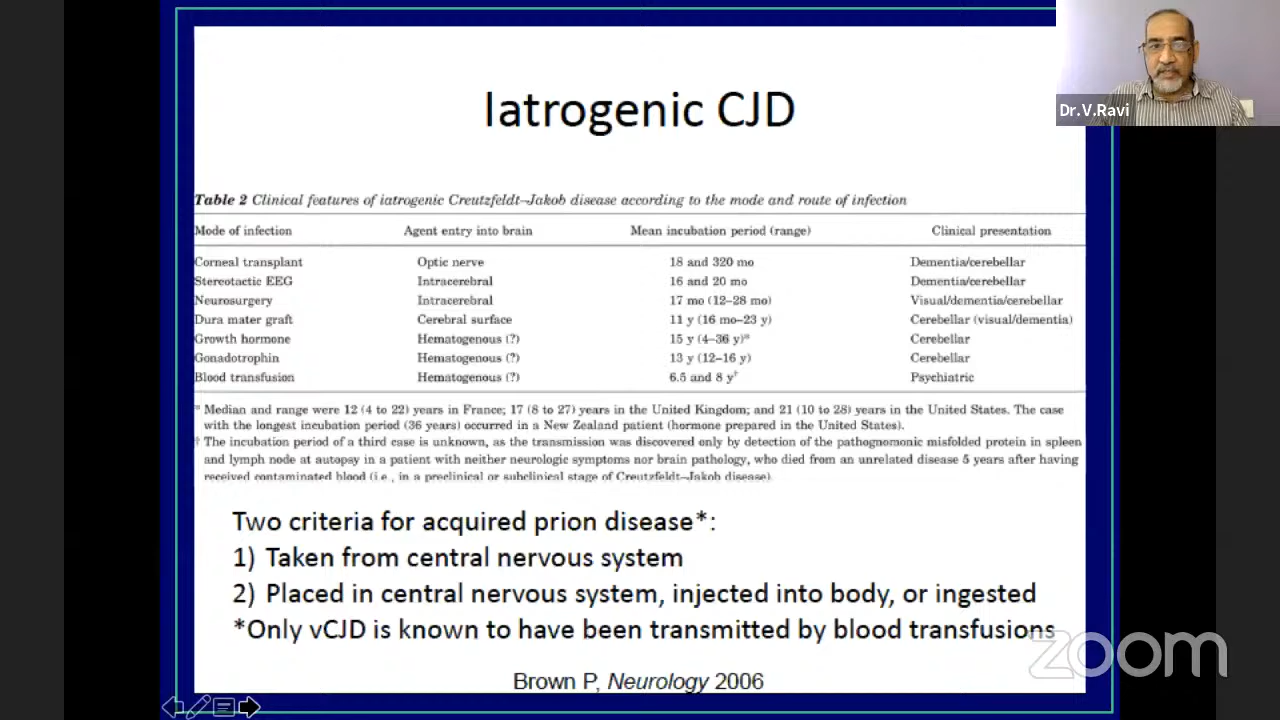 Iatrogenic CJD
Dr.V.Ravi
Table 2 Clinical features of iatrogenic Creutzfeldt–Jakob disease according to the mode and route of infection
Mode of infection Agent entry into brain Mean incubation period (range) Clinical presentation
Corneal transplant Optic nerve 18 and 320 mo Dementia/cerebellar
Stereotactic EEG Intracerebral 16 and 20 mo Dementia/cerebellar
Neurosurgery Intracerebral 17 mo (12–28 mo) Visual/dementia/cerebellar
Dura mater graft Cerebral surface 11 y (16 mo–23 y) Cerebellar (visual/dementia)
Growth hormone Hematogenous (?) 15 y (4–36 y)* Cerebellar
Gonadotrophin Hematogenous (?) 13 y (12–16 y) Cerebellar
Blood transfusion Hematogenous (?) 6.5 and 8 y† Psychiatric
* Median and range were 12 (4 to 22) years in France; 17 (8 to 27) years in the United Kingdom; and 21 (10 to 28) years in the United States. The case
with the longest incubation period (36 years) occurred in a New Zealand patient (hormone prepared in the United States).
† The incubation period of a third case is unknown, as the transmission was discovered only by detection of the pathognomonic misfolded protein in spleen
and lymph node at autopsy in a patient with neither neurologic symptoms nor brain pathology, who died from an unrelated disease 5 years after having
received contaminated blood (i.e., in a preclinical or subclinical stage of Creutzfeldt–Jakob disease).
Two criteria for acquired prion disease*:
1) Taken from central nervous system
2) Placed in central nervous system, injected into body, or ingested
*Only vCJD is known to have been transmitted by blood transfusions
zoom
Brown P, Neurology 2006